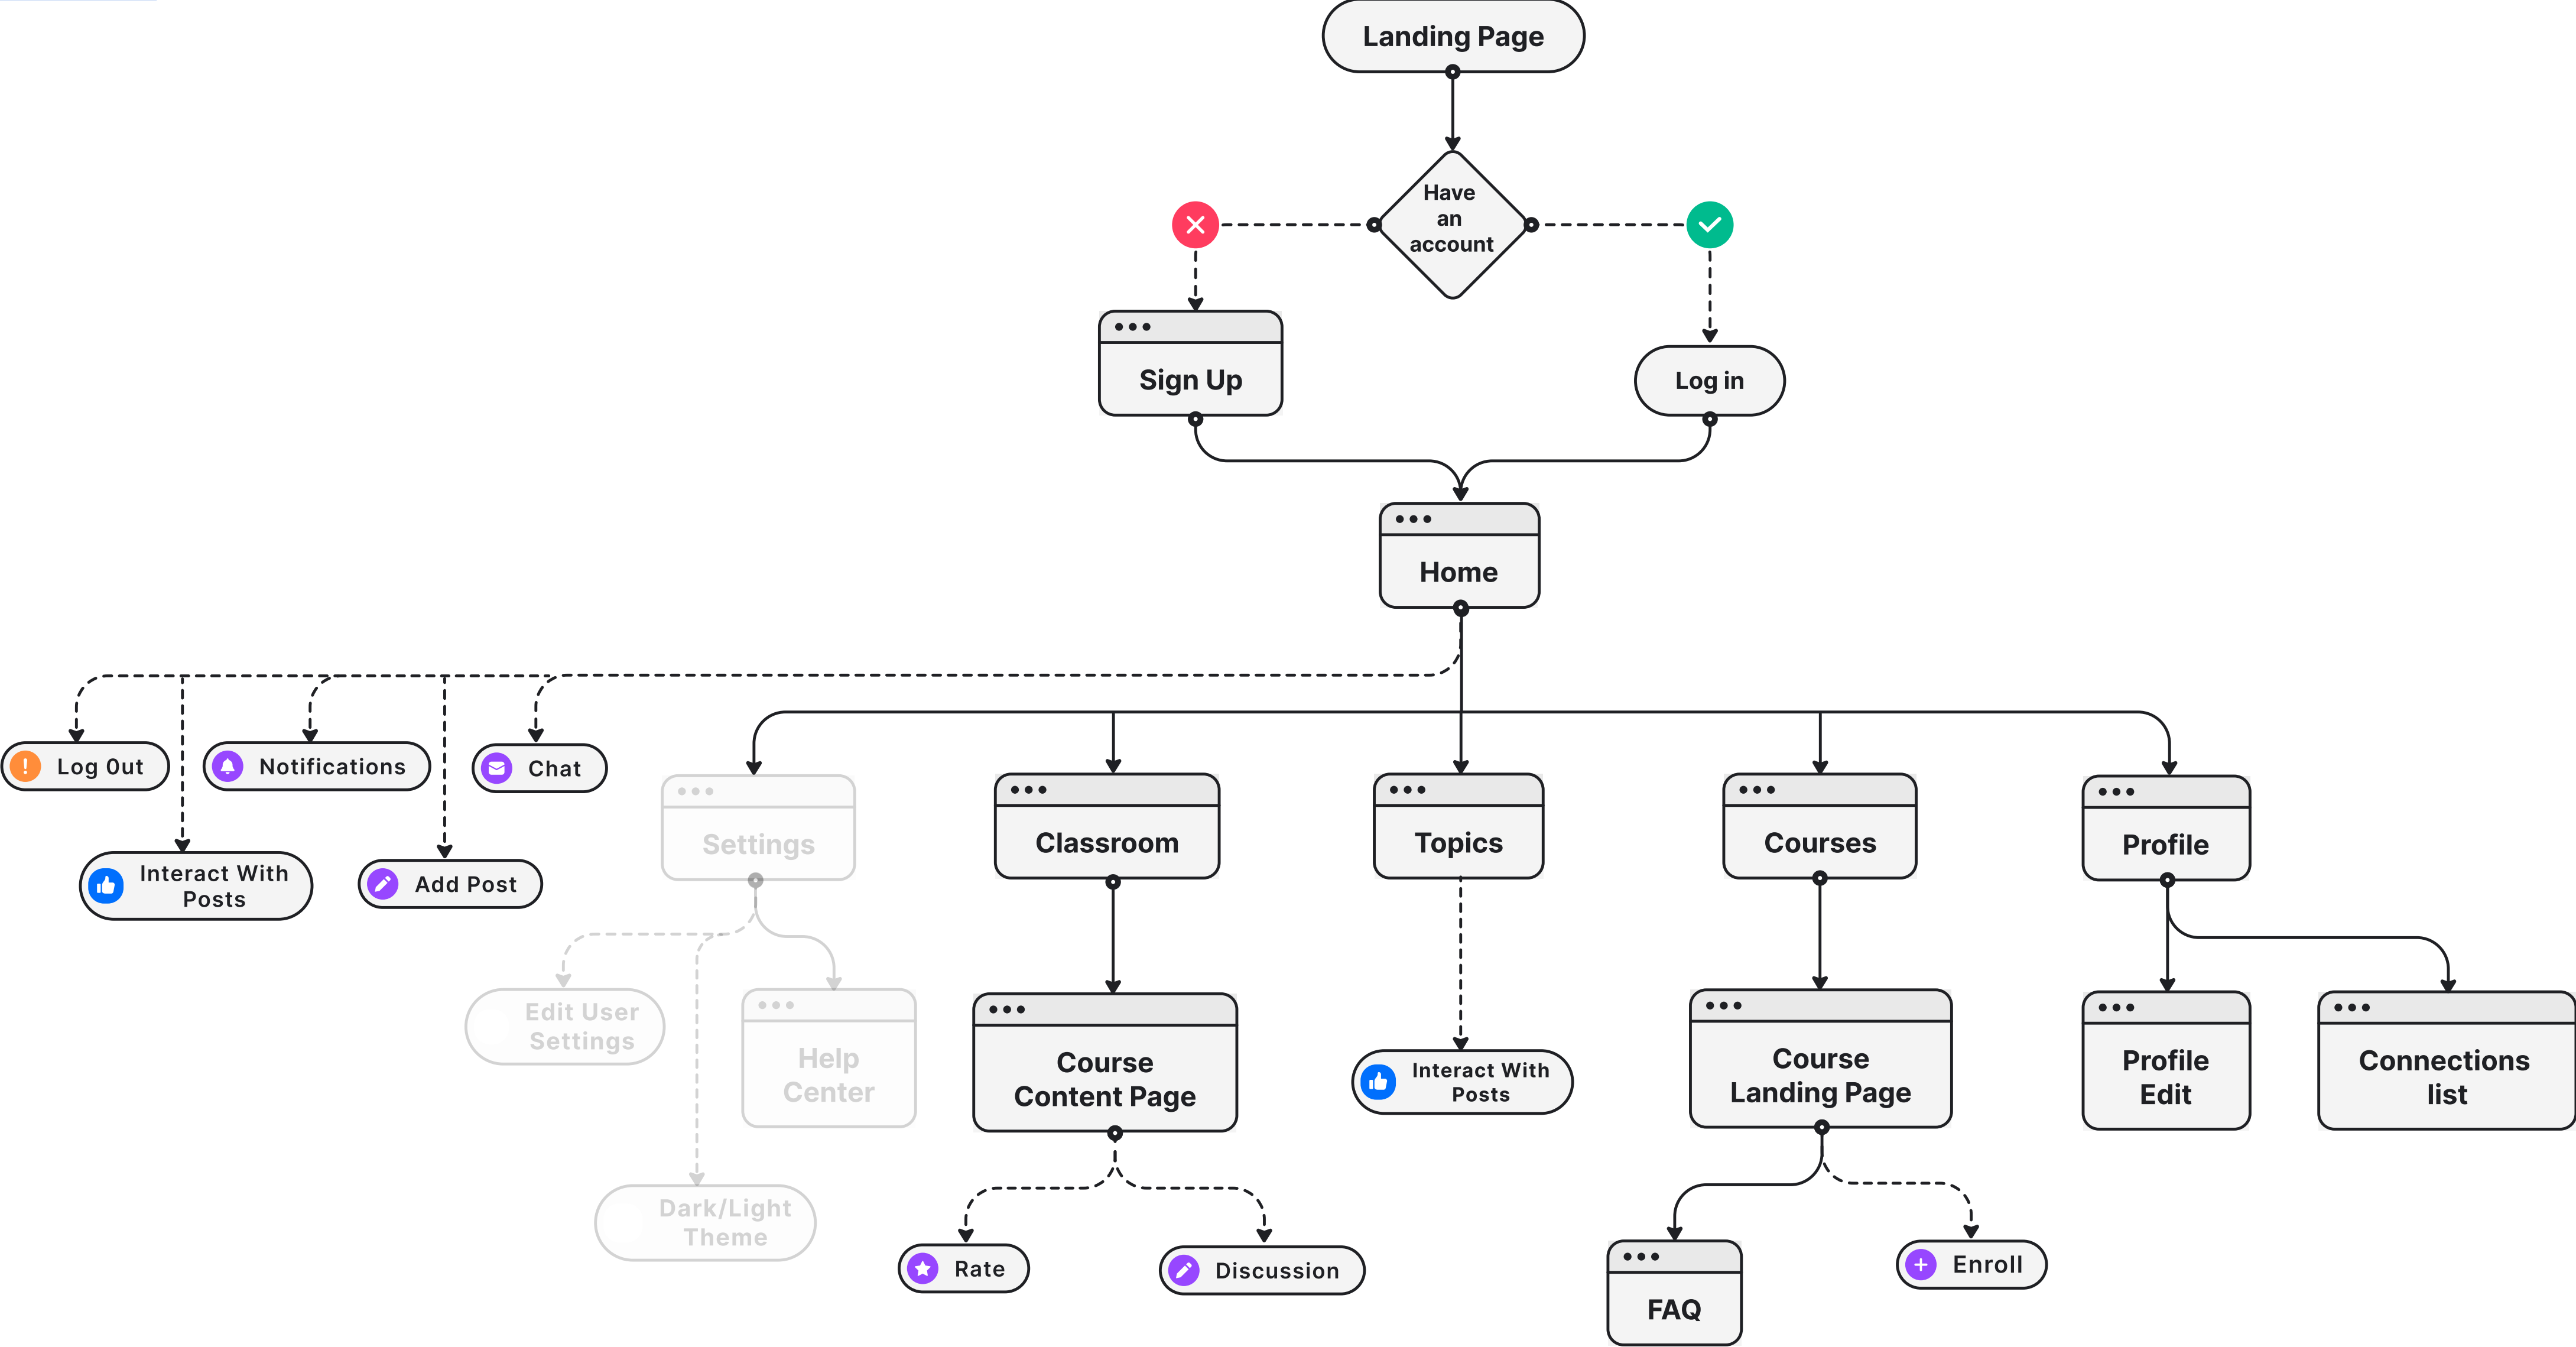 Landing Page
Have
an
account
Sign Up
Log in
Home
Log 0ut
Notifications
Chat
Interact With
Posts
Add Post
Settings
Classroom
Topics
Courses
Profile
Edit User
Settings
Help
Center
Course
Content Page
Interact With
Posts
Course
Landing Page
Profile
Edit
Connections
list
Dark/Light
Theme
Rate
Discussion
FAQ
Enroll